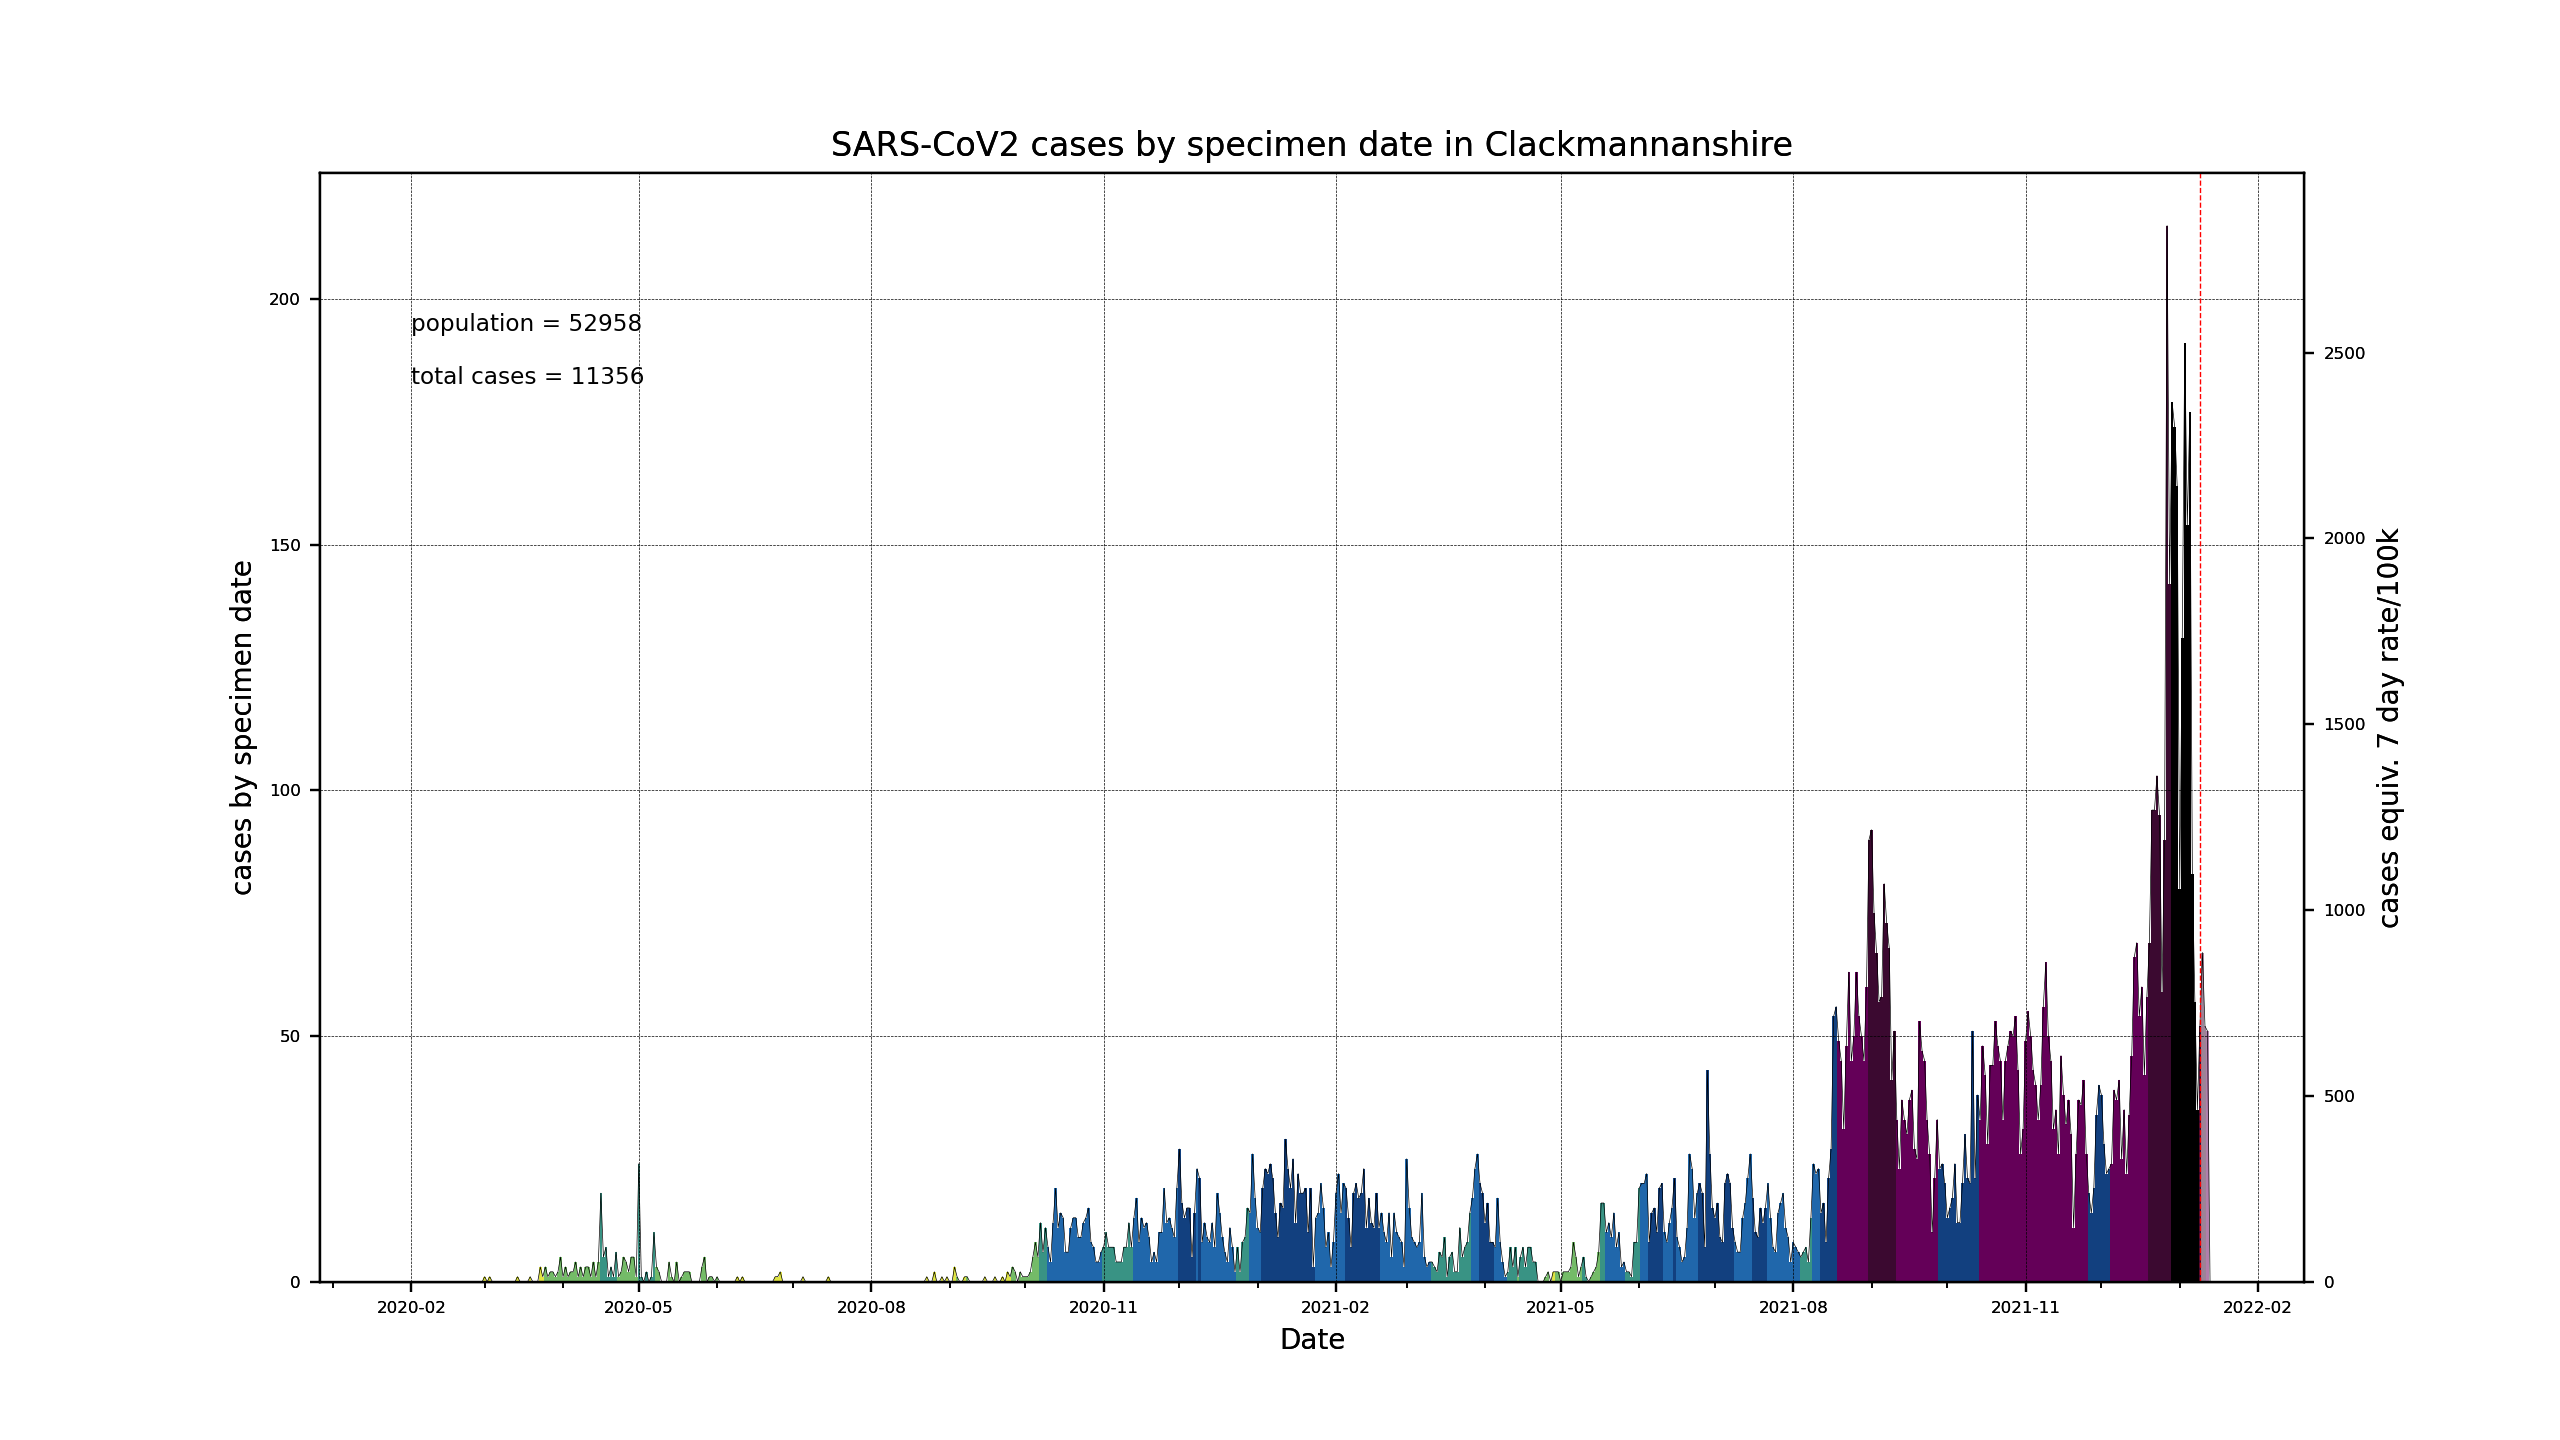 SARS-CoV2 cases by specimen date in Clackmannanshire
population = 52958
total cases = 11356
cases by specimen date
200
150
100
50
0
2500
2000
1500
1000
500
0
cases equiv. 7 day rate/100k
2020-02 2020-05 2020-08 2020-11 2021-02 2021-05 2021-08 2021-11 2022-02
Date